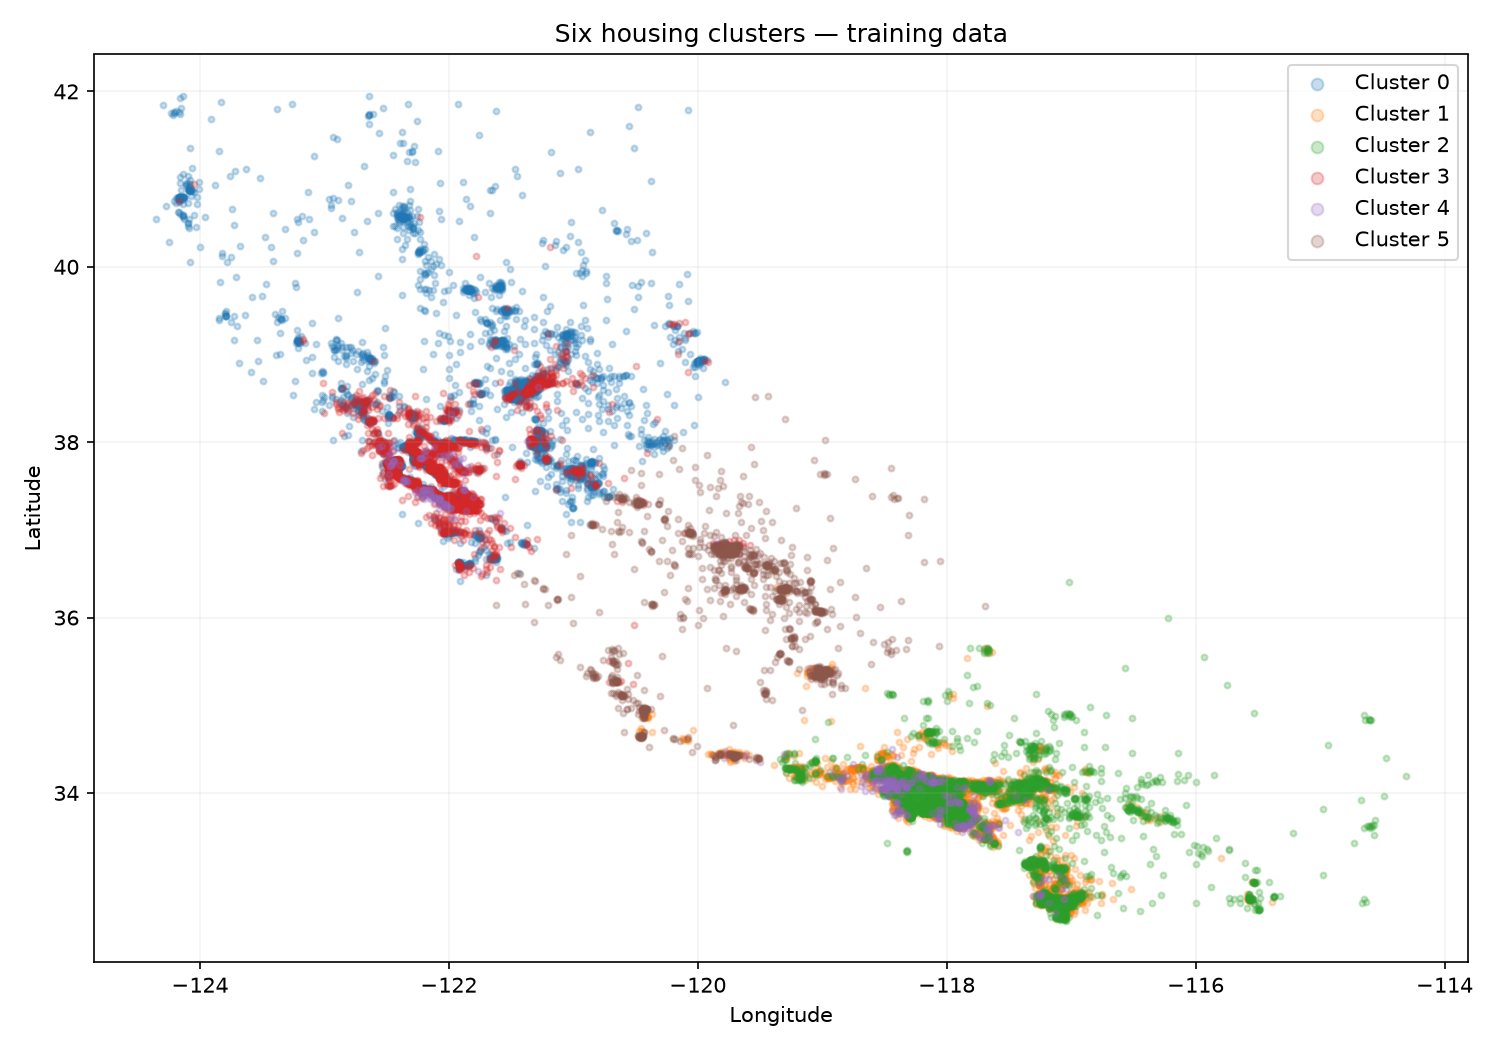 Six housing clusters — training data
Cluster 0
Cluster 1
Cluster 2
Cluster 3
Cluster 4
Cluster 5
42
40
38
36
34
Latitude
−124
−122
−120
−118
−116
−114
Longitude